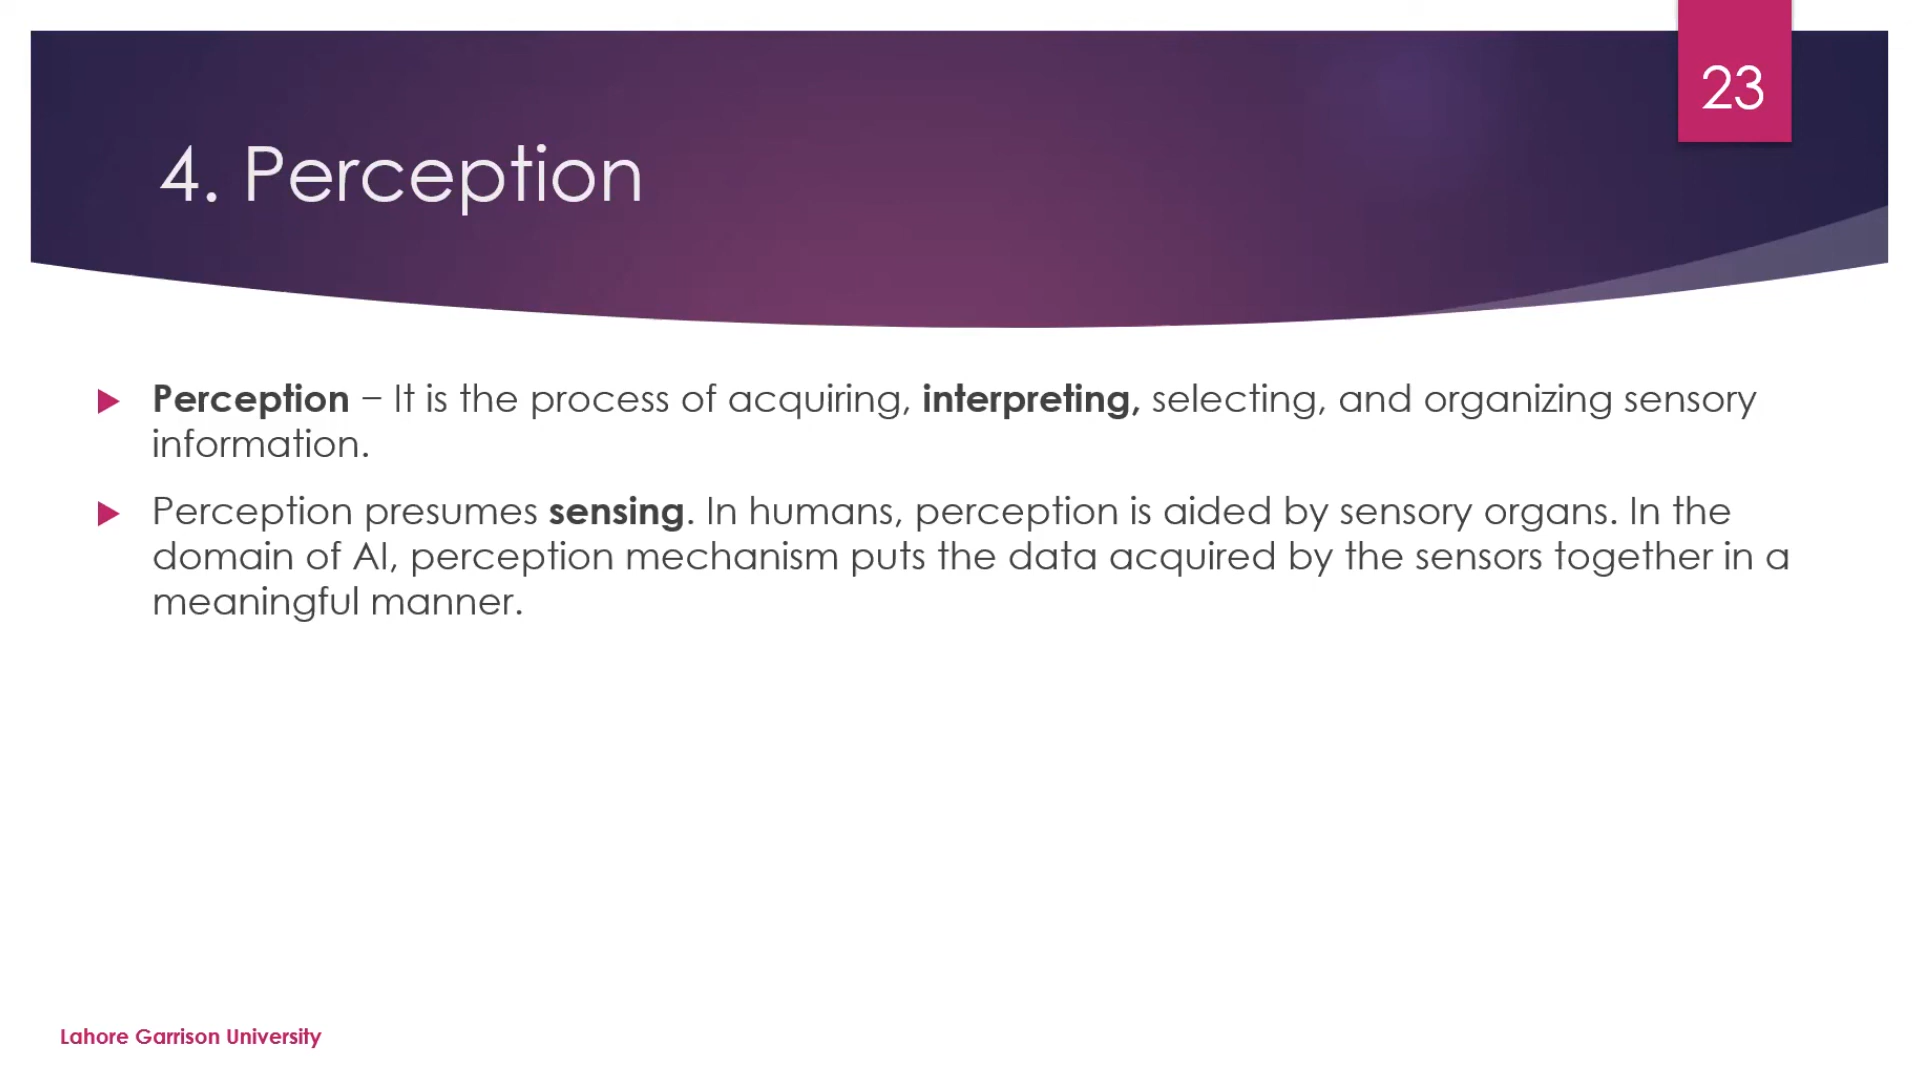 23
4. Perception
Perception − It is the process of acquiring, interpreting, selecting, and organizing sensory
information.
Perception presumes sensing. In humans, perception is aided by sensory organs. In the
domain of AI, perception mechanism puts the data acquired by the sensors together in a
meaningful manner.
Lahore Garrison University